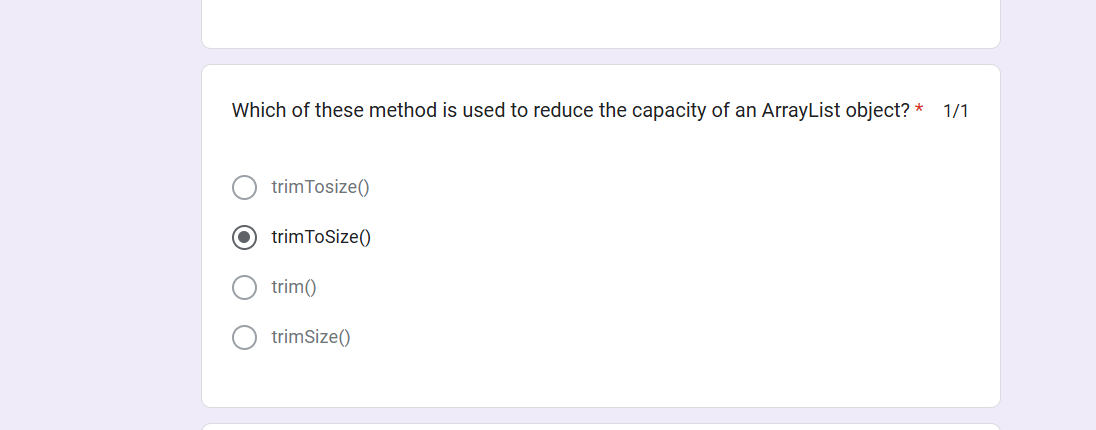 Which of these method is used to reduce the capacity of an ArrayList object? * 1/1
trimTosize()
trimToSize()
trim()
trimSize()